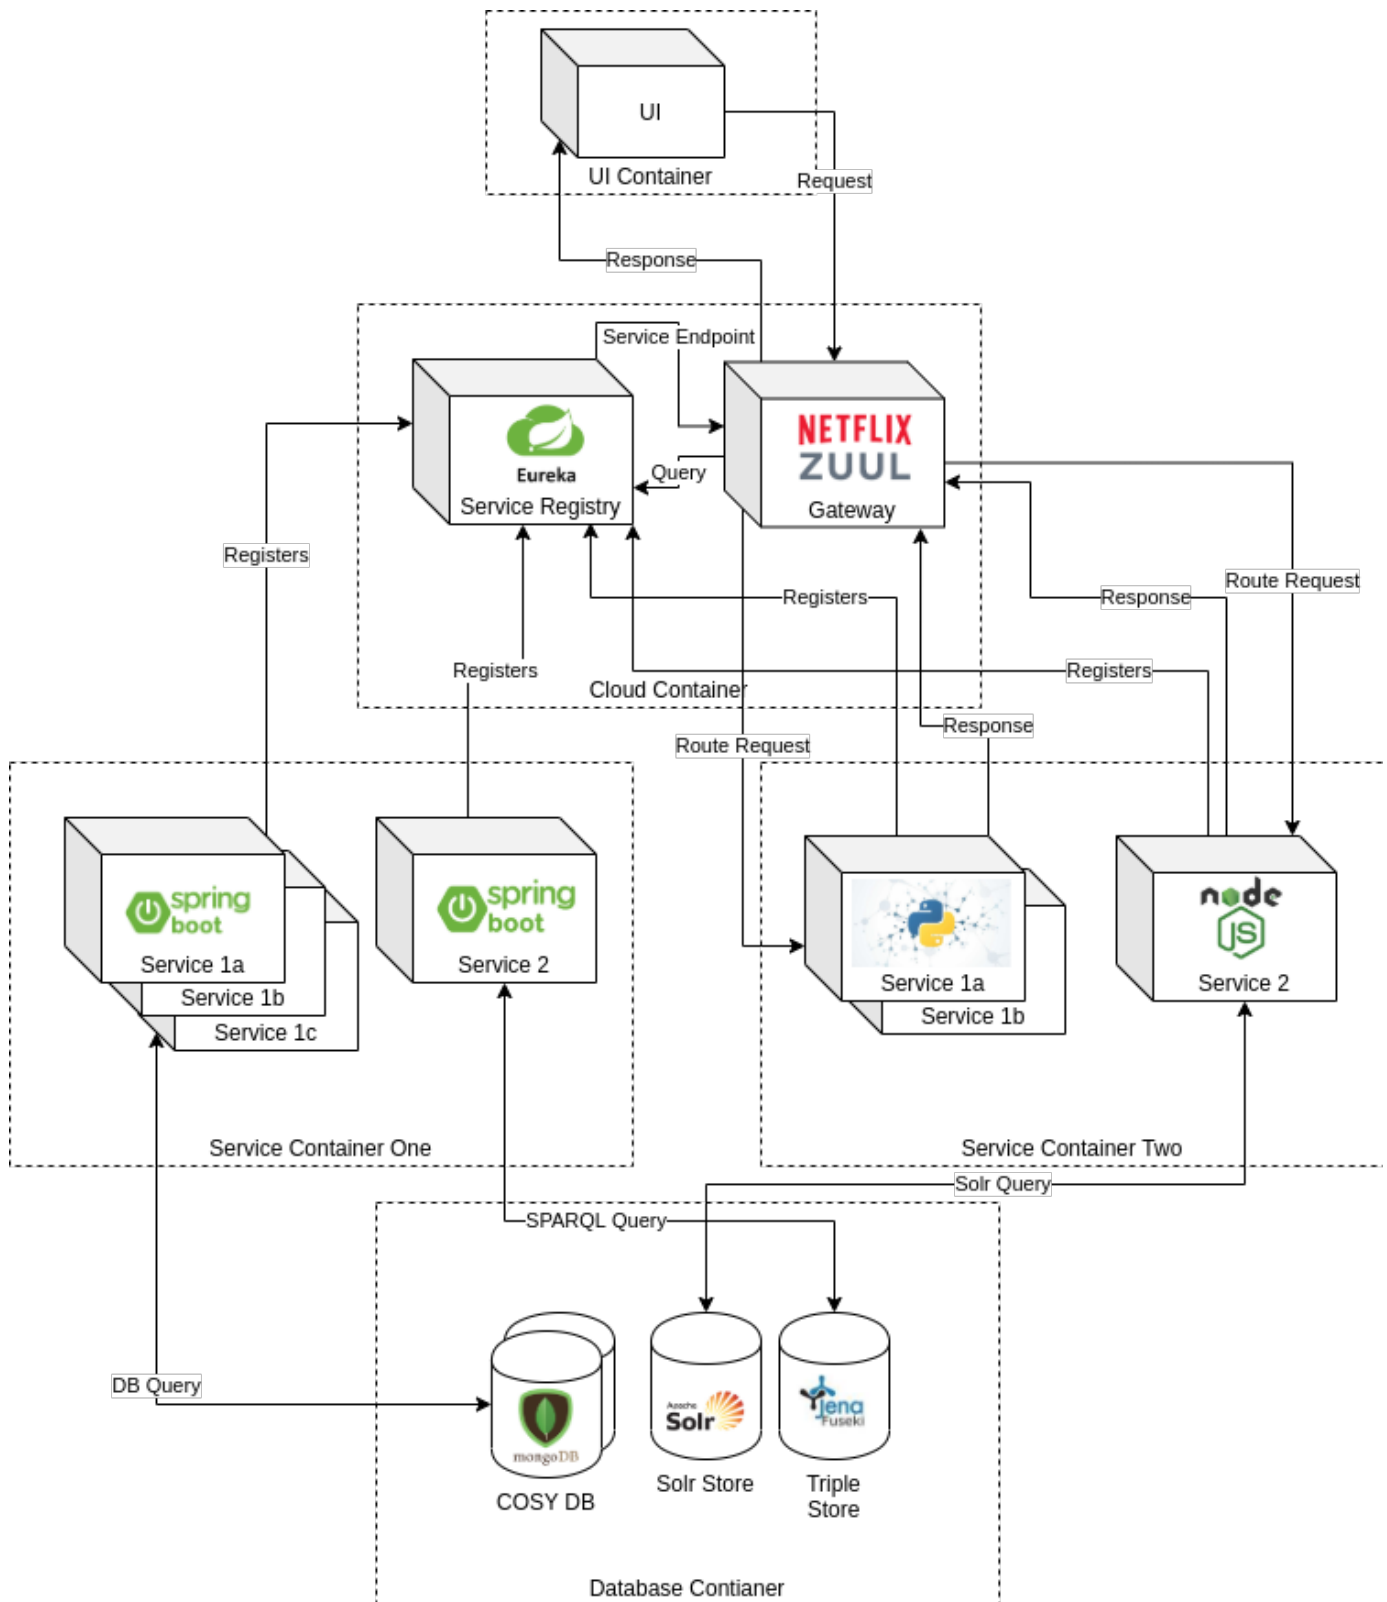 UI
UI Container
Request
Response
Service Endpoint
Eureka
Service Registry
Query
NETFLIX
ZUUL
Gateway
Registers
Registers
Registers
Registers
Response
Route Request
Cloud Container
Response
Route Request
spring
boot
Service 1a
Service 1b
Service 1c
spring
boot
Service 2
Service 1a
Service 1b
node
JS
Service 2
Service Container One
Service Container Two
Solr Query
SPARQL Query
DB Query
mongoDB
COSY DB
Apache
Solr
Solr Store
Jena
Fuseki
Triple
Store
Database Contianer